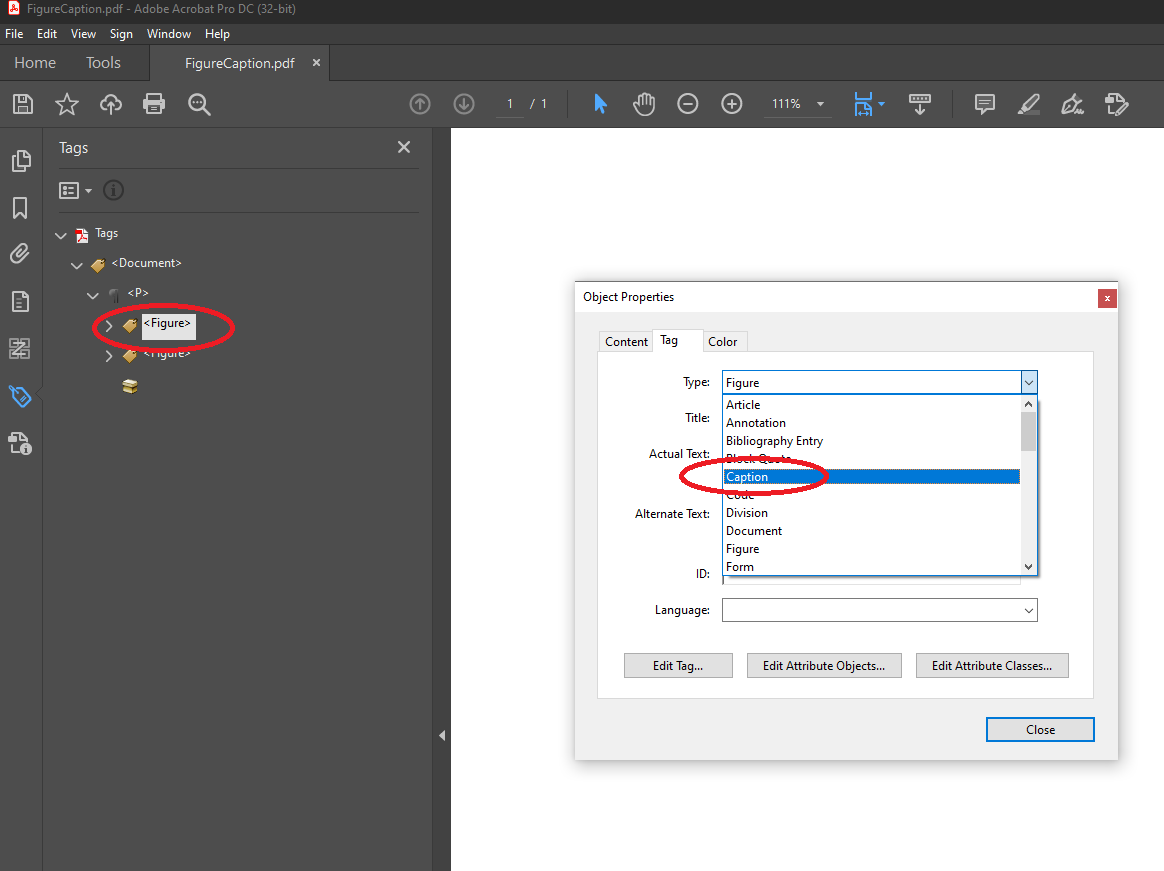 FigureCaption.pdf - Adobe Acrobat Pro DC (32-bit)
File Edit View Sign Window Help
Home Tools FigureCaption.pdf ×
1 / 1 111%
Tags
Tags
<Document>
<P>
<Figure>
<Figure>
Object Properties
Content Tag Color
Type: Figure
Article
Title:
Annotation
Bibliography Entry
Actual Text:
Block Quote
Caption
Code
Alternate Text:
Division
Document
Figure
Form
ID:
Language:
Edit Tag... Edit Attribute Objects... Edit Attribute Classes...
Close